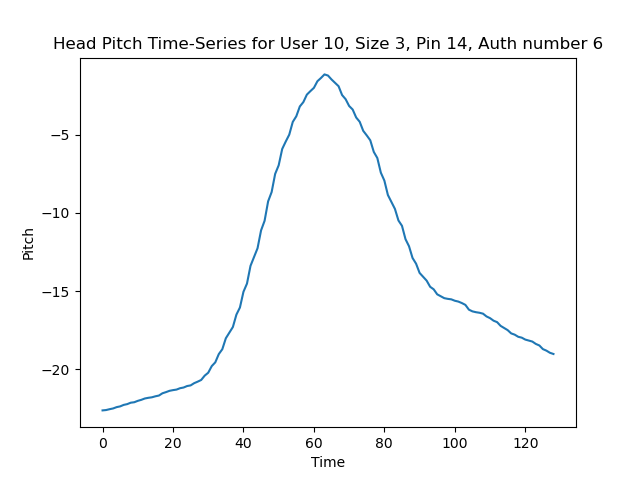 Head Pitch Time-Series for User 10, Size 3, Pin 14, Auth number 6
−5
−10
−15
−20
Pitch
0 20 40 60 80 100 120
Time